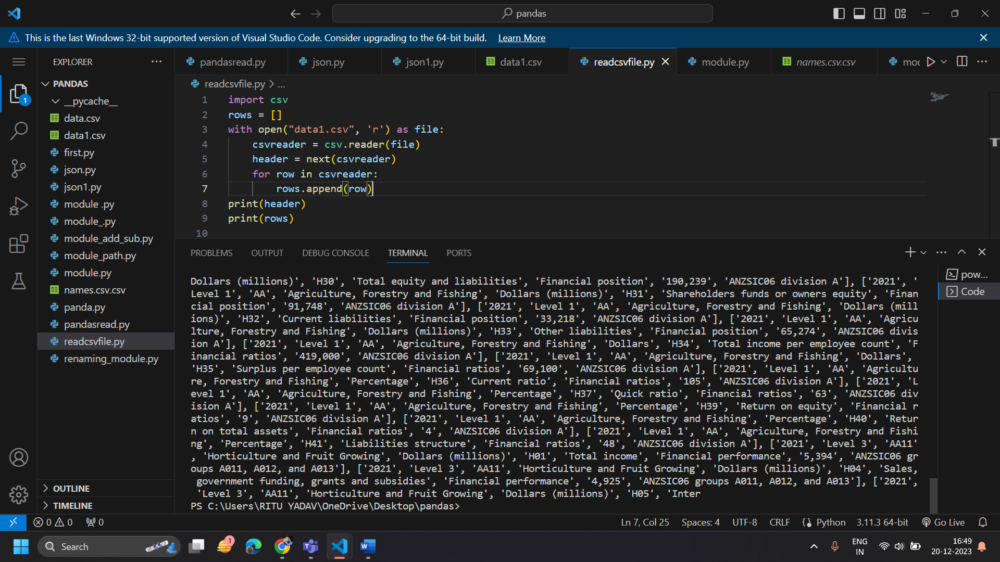 pandas
This is the last Windows 32-bit supported version of Visual Studio Code. Consider upgrading to the 64-bit build. Learn More
EXPLORER
pandasread.py
json.py
json1.py
data1.csv
readcsvfile.py
module.py
names.csv.csv
moc
PANDAS
__pycache__
data.csv
data1.csv
first.py
json.py
json1.py
module .py
module_.py
module_add_sub.py
module_path.py
module.py
names.csv.csv
panda.py
pandasread.py
readcsvfile.py
renaming_module.py
OUTLINE
TIMELINE
1
readcsvfile.py > ...
1 import csv
2 rows = []
3 with open("data1.csv", 'r') as file:
4     csvreader = csv.reader(file)
5     header = next(csvreader)
6     for row in csvreader:
7         rows.append(row)
8 print(header)
9 print(rows)
10
PROBLEMS OUTPUT DEBUG CONSOLE TERMINAL PORTS
pow...
Code
Dollars (millions)', 'H30', 'Total equity and liabilities', 'Financial position', '190,239', 'ANZSIC06 division A'], ['2021', '
Level 1', 'AA', 'Agriculture, Forestry and Fishing', 'Dollars (millions)', 'H31', 'Shareholders funds or owners equity', 'Finan
cial position', '91,748', 'ANZSIC06 division A'], ['2021', 'Level 1', 'AA', 'Agriculture, Forestry and Fishing', 'Dollars (mill
ions)', 'H32', 'Current liabilities', 'Financial position', '33,218', 'ANZSIC06 division A'], ['2021', 'Level 1', 'AA', 'Agricu
lture, Forestry and Fishing', 'Dollars (millions)', 'H33', 'Other liabilities', 'Financial position', '65,274', 'ANZSIC06 divis
ion A'], ['2021', 'Level 1', 'AA', 'Agriculture, Forestry and Fishing', 'Dollars', 'H34', 'Total income per employee count', 'F
inancial ratios', '419,000', 'ANZSIC06 division A'], ['2021', 'Level 1', 'AA', 'Agriculture, Forestry and Fishing', 'Dollars',
'H35', 'Surplus per employee count', 'Financial ratios', '69,100', 'ANZSIC06 division A'], ['2021', 'Level 1', 'AA', 'Agricultu
re, Forestry and Fishing', 'Percentage', 'H36', 'Current ratio', 'Financial ratios', '105', 'ANZSIC06 division A'], ['2021', 'L
evel 1', 'AA', 'Agriculture, Forestry and Fishing', 'Percentage', 'H37', 'Quick ratio', 'Financial ratios', '63', 'ANZSIC06 div
ision A'], ['2021', 'Level 1', 'AA', 'Agriculture, Forestry and Fishing', 'Percentage', 'H39', 'Return on equity', 'Financial r
atios', '9', 'ANZSIC06 division A'], ['2021', 'Level 1', 'AA', 'Agriculture, Forestry and Fishing', 'Percentage', 'H40', 'Retur
n on total assets', 'Financial ratios', '4', 'ANZSIC06 division A'], ['2021', 'Level 1', 'AA', 'Agriculture, Forestry and Fishi
ng', 'Percentage', 'H41', 'Liabilities structure', 'Financial ratios', '48', 'ANZSIC06 division A'], ['2021', 'Level 3', 'AA11'
, 'Horticulture and Fruit Growing', 'Dollars (millions)', 'H01', 'Total income', 'Financial performance', '5,394', 'ANZSIC06 gr
oups A011, A012, and A013'], ['2021', 'Level 3', 'AA11', 'Horticulture and Fruit Growing', 'Dollars (millions)', 'H04', 'Sales,
government funding, grants and subsidies', 'Financial performance', '4,925', 'ANZSIC06 groups A011, A012, and A013'], ['2021',
'Level 3', 'AA11', 'Horticulture and Fruit Growing', 'Dollars (millions)', 'H05', 'Inter
PS C:\Users\RITU YADAV\OneDrive\Desktop\pandas>
0 0 0 Ln 7, Col 25 Spaces: 4 UTF-8 CRLF Python 3.11.3 64-bit Go Live
Search
1
ENG
IN
16:49
20-12-2023